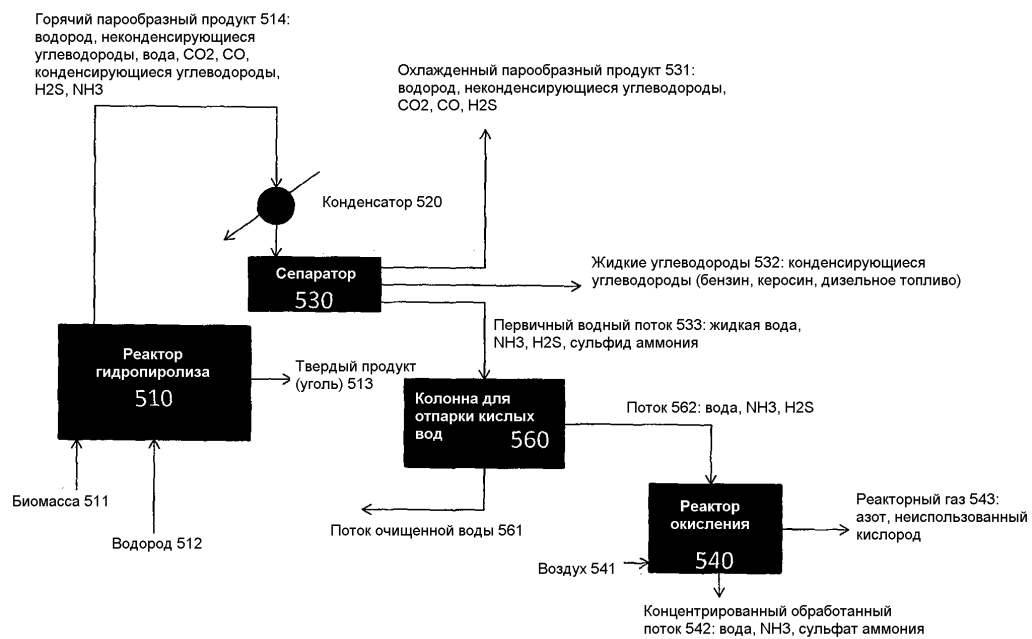 Горячий парообразный продукт 514:
водород, неконденсирующиеся
углеводороды, вода, CO2, CO,
конденсирующиеся углеводороды,
H2S, NH3
Охлажденный парообразный продукт 531:
водород, неконденсирующиеся углеводороды,
CO2, CO, H2S
Конденсатор 520
Сепаратор
530
Жидкие углеводороды 532: конденсирующиеся
углеводороды (бензин, керосин, дизельное топливо)
Первичный водный поток 533: жидкая вода,
NH3, H2S, сульфид аммония
Реактор
гидропиролиза
510
Твердый продукт
(уголь) 513
Колонна для
отпарки кислых
вод
560
Поток 562: вода, NH3, H2S
Биомасса 511
Водород 512
Поток очищенной воды 561
Реактор
окисления
540
Реакторный газ 543:
азот, неиспользованный
кислород
Воздух 541
Концентрированный обработанный
поток 542: вода, NH3, сульфат аммония